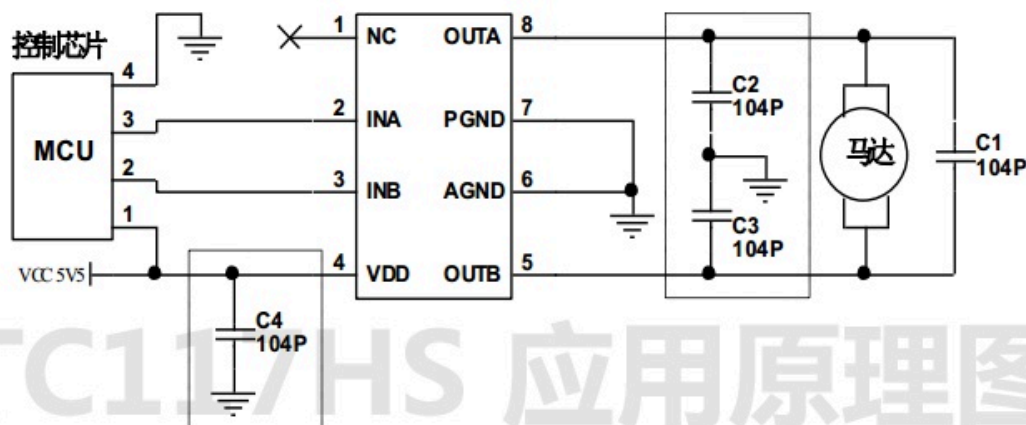 控制芯片
MCU
4
3
2
1
VCC 5V5
1 NC OUTA 8
2 INA PGND 7
3 INB AGND 6
4 VDD OUTB 5
C4
104P
C2
104P
C3
104P
马达
C1
104P
TC117HS 应用原理图